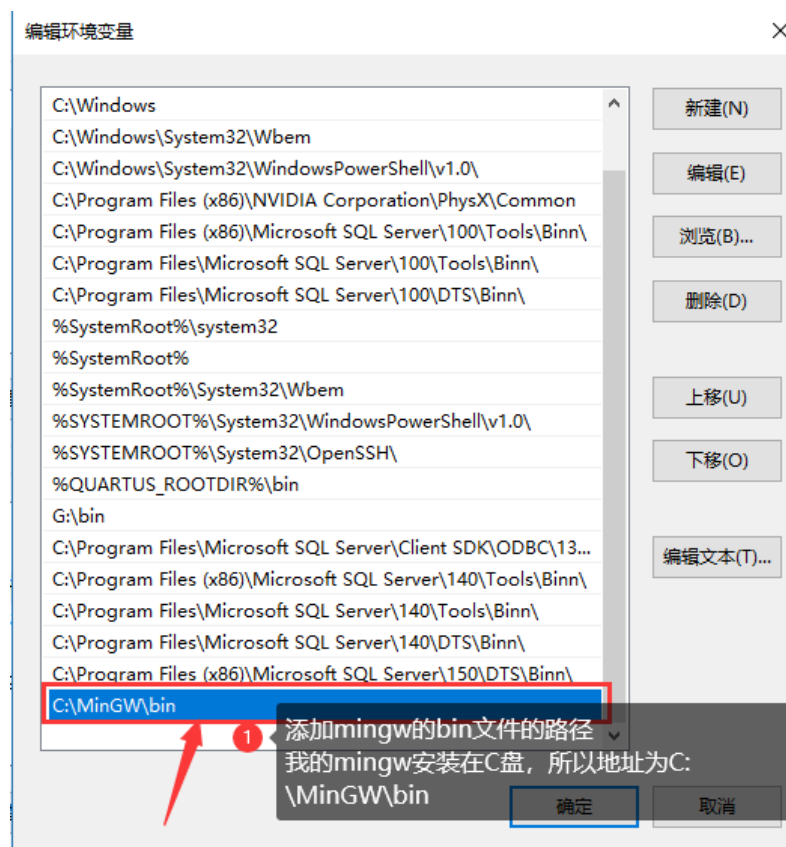 编辑环境变量
C:\Windows
新建(N)
C:\Windows\System32\Wbem
C:\Windows\System32\WindowsPowerShell\v1.0\
编辑(E)
C:\Program Files (x86)\NVIDIA Corporation\PhysX\Common
C:\Program Files (x86)\Microsoft SQL Server\100\Tools\Binn\
浏览(B)...
C:\Program Files\Microsoft SQL Server\100\Tools\Binn\
C:\Program Files\Microsoft SQL Server\100\DTS\Binn\
删除(D)
%SystemRoot%\system32
%SystemRoot%
%SystemRoot%\System32\Wbem
上移(U)
%SYSTEMROOT%\System32\WindowsPowerShell\v1.0\
%SYSTEMROOT%\System32\OpenSSH\
下移(O)
%QUARTUS_ROOTDIR%\bin
G:\bin
C:\Program Files\Microsoft SQL Server\Client SDK\ODBC\13...
编辑文本(T)...
C:\Program Files (x86)\Microsoft SQL Server\140\Tools\Binn\
C:\Program Files\Microsoft SQL Server\140\Tools\Binn\
C:\Program Files\Microsoft SQL Server\140\DTS\Binn\
C:\Program Files (x86)\Microsoft SQL Server\150\DTS\Binn\
C:\MinGW\bin
1
添加mingw的bin文件的路径
我的mingw安装在C盘，所以地址为C:
\MinGW\bin
确定
取消